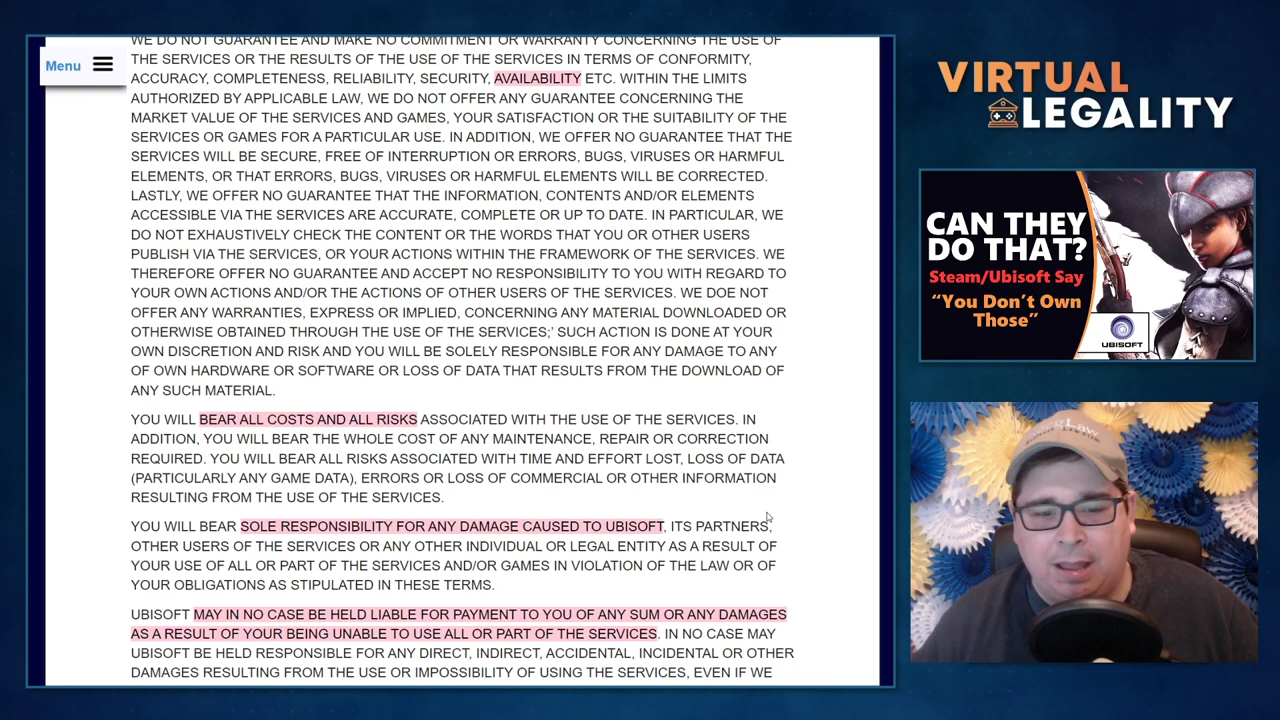 Menu
WE DO NOT GUARANTEE AND MAKE NO COMMITMENT OR WARRANTY CONCERNING THE USE OF
THE SERVICES OR THE RESULTS OF THE USE OF THE SERVICES IN TERMS OF CONFORMITY,
ACCURACY, COMPLETENESS, RELIABILITY, SECURITY, AVAILABILITY ETC. WITHIN THE LIMITS
AUTHORIZED BY APPLICABLE LAW, WE DO NOT OFFER ANY GUARANTEE CONCERNING THE
MARKET VALUE OF THE SERVICES AND GAMES, YOUR SATISFACTION OR THE SUITABILITY OF THE
SERVICES OR GAMES FOR A PARTICULAR USE. IN ADDITION, WE OFFER NO GUARANTEE THAT THE
SERVICES WILL BE SECURE, FREE OF INTERRUPTION OR ERRORS, BUGS, VIRUSES OR HARMFUL
ELEMENTS, OR THAT ERRORS, BUGS, VIRUSES OR HARMFUL ELEMENTS WILL BE CORRECTED.
LASTLY, WE OFFER NO GUARANTEE THAT THE INFORMATION, CONTENTS AND/OR ELEMENTS
ACCESSIBLE VIA THE SERVICES ARE ACCURATE, COMPLETE OR UP TO DATE. IN PARTICULAR, WE
DO NOT EXHAUSTIVELY CHECK THE CONTENT OR THE WORDS THAT YOU OR OTHER USERS
PUBLISH VIA THE SERVICES, OR YOUR ACTIONS WITHIN THE FRAMEWORK OF THE SERVICES. WE
THEREFORE OFFER NO GUARANTEE AND ACCEPT NO RESPONSIBILITY TO YOU WITH REGARD TO
YOUR OWN ACTIONS AND/OR THE ACTIONS OF OTHER USERS OF THE SERVICES. WE DOE NOT
OFFER ANY WARRANTIES, EXPRESS OR IMPLIED, CONCERNING ANY MATERIAL DOWNLOADED OR
OTHERWISE OBTAINED THROUGH THE USE OF THE SERVICES;' SUCH ACTION IS DONE AT YOUR
OWN DISCRETION AND RISK AND YOU WILL BE SOLELY RESPONSIBLE FOR ANY DAMAGE TO ANY
OF OWN HARDWARE OR SOFTWARE OR LOSS OF DATA THAT RESULTS FROM THE DOWNLOAD OF
ANY SUCH MATERIAL.
YOU WILL BEAR ALL COSTS AND ALL RISKS ASSOCIATED WITH THE USE OF THE SERVICES. IN
ADDITION, YOU WILL BEAR THE WHOLE COST OF ANY MAINTENANCE, REPAIR OR CORRECTION
REQUIRED. YOU WILL BEAR ALL RISKS ASSOCIATED WITH TIME AND EFFORT LOST, LOSS OF DATA
(PARTICULARLY ANY GAME DATA), ERRORS OR LOSS OF COMMERCIAL OR OTHER INFORMATION
RESULTING FROM THE USE OF THE SERVICES.
YOU WILL BEAR SOLE RESPONSIBILITY FOR ANY DAMAGE CAUSED TO UBISOFT, ITS PARTNERS,
OTHER USERS OF THE SERVICES OR ANY OTHER INDIVIDUAL OR LEGAL ENTITY AS A RESULT OF
YOUR USE OF ALL OR PART OF THE SERVICES AND/OR GAMES IN VIOLATION OF THE LAW OR OF
YOUR OBLIGATIONS AS STIPULATED IN THESE TERMS.
UBISOFT MAY IN NO CASE BE HELD LIABLE FOR PAYMENT TO YOU OF ANY SUM OR ANY DAMAGES
AS A RESULT OF YOUR BEING UNABLE TO USE ALL OR PART OF THE SERVICES. IN NO CASE MAY
UBISOFT BE HELD RESPONSIBLE FOR ANY DIRECT, INDIRECT, ACCIDENTAL, INCIDENTAL OR OTHER
DAMAGES RESULTING FROM THE USE OR IMPOSSIBILITY OF USING THE SERVICES, EVEN IF WE
VIRTUAL
LEGALITY
CAN THEY
DO THAT?
Steam/Ubisoft Say
"You Don't Own
Those"
UBISOFT